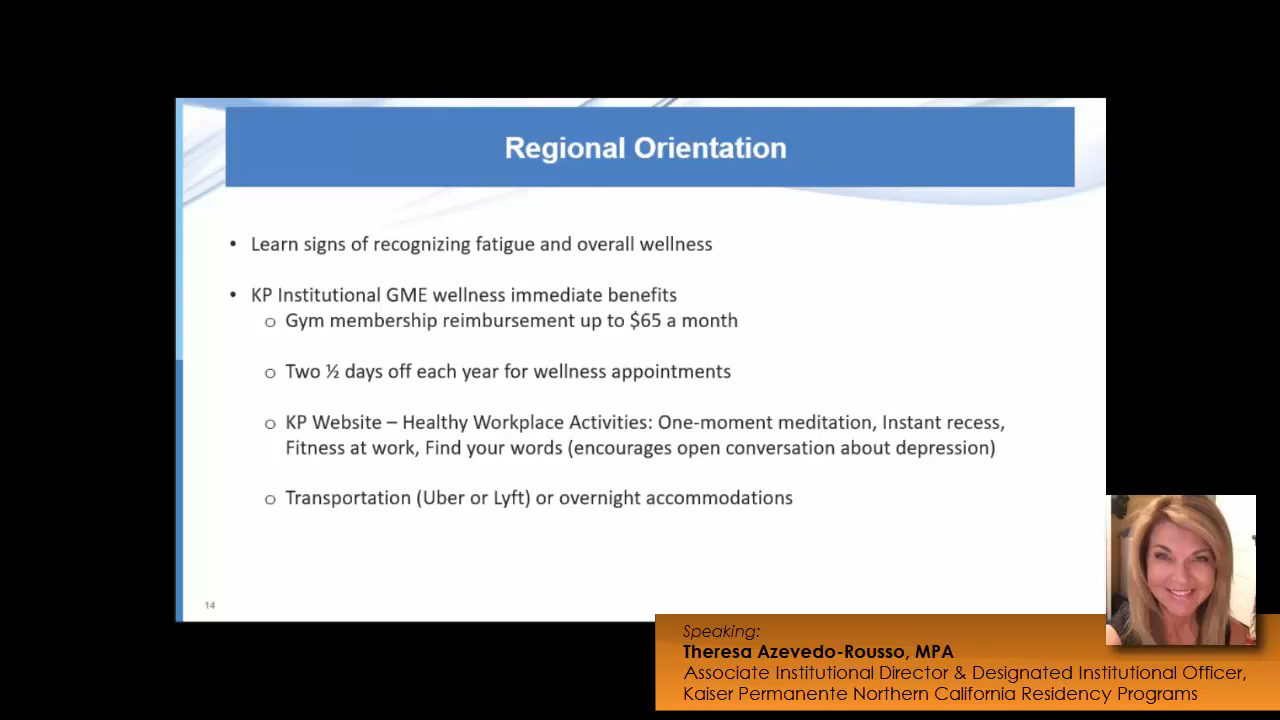 Regional Orientation
• Learn signs of recognizing fatigue and overall wellness
• KP Institutional GME wellness immediate benefits
o Gym membership reimbursement up to $65 a month
o Two ½ days off each year for wellness appointments
o KP Website – Healthy Workplace Activities: One-moment meditation, Instant recess,
Fitness at work, Find your words (encourages open conversation about depression)
o Transportation (Uber or Lyft) or overnight accommodations
14
Speaking:
Theresa Azevedo-Rousso, MPA
Associate Institutional Director & Designated Institutional Officer,
Kaiser Permanente Northern California Residency Programs